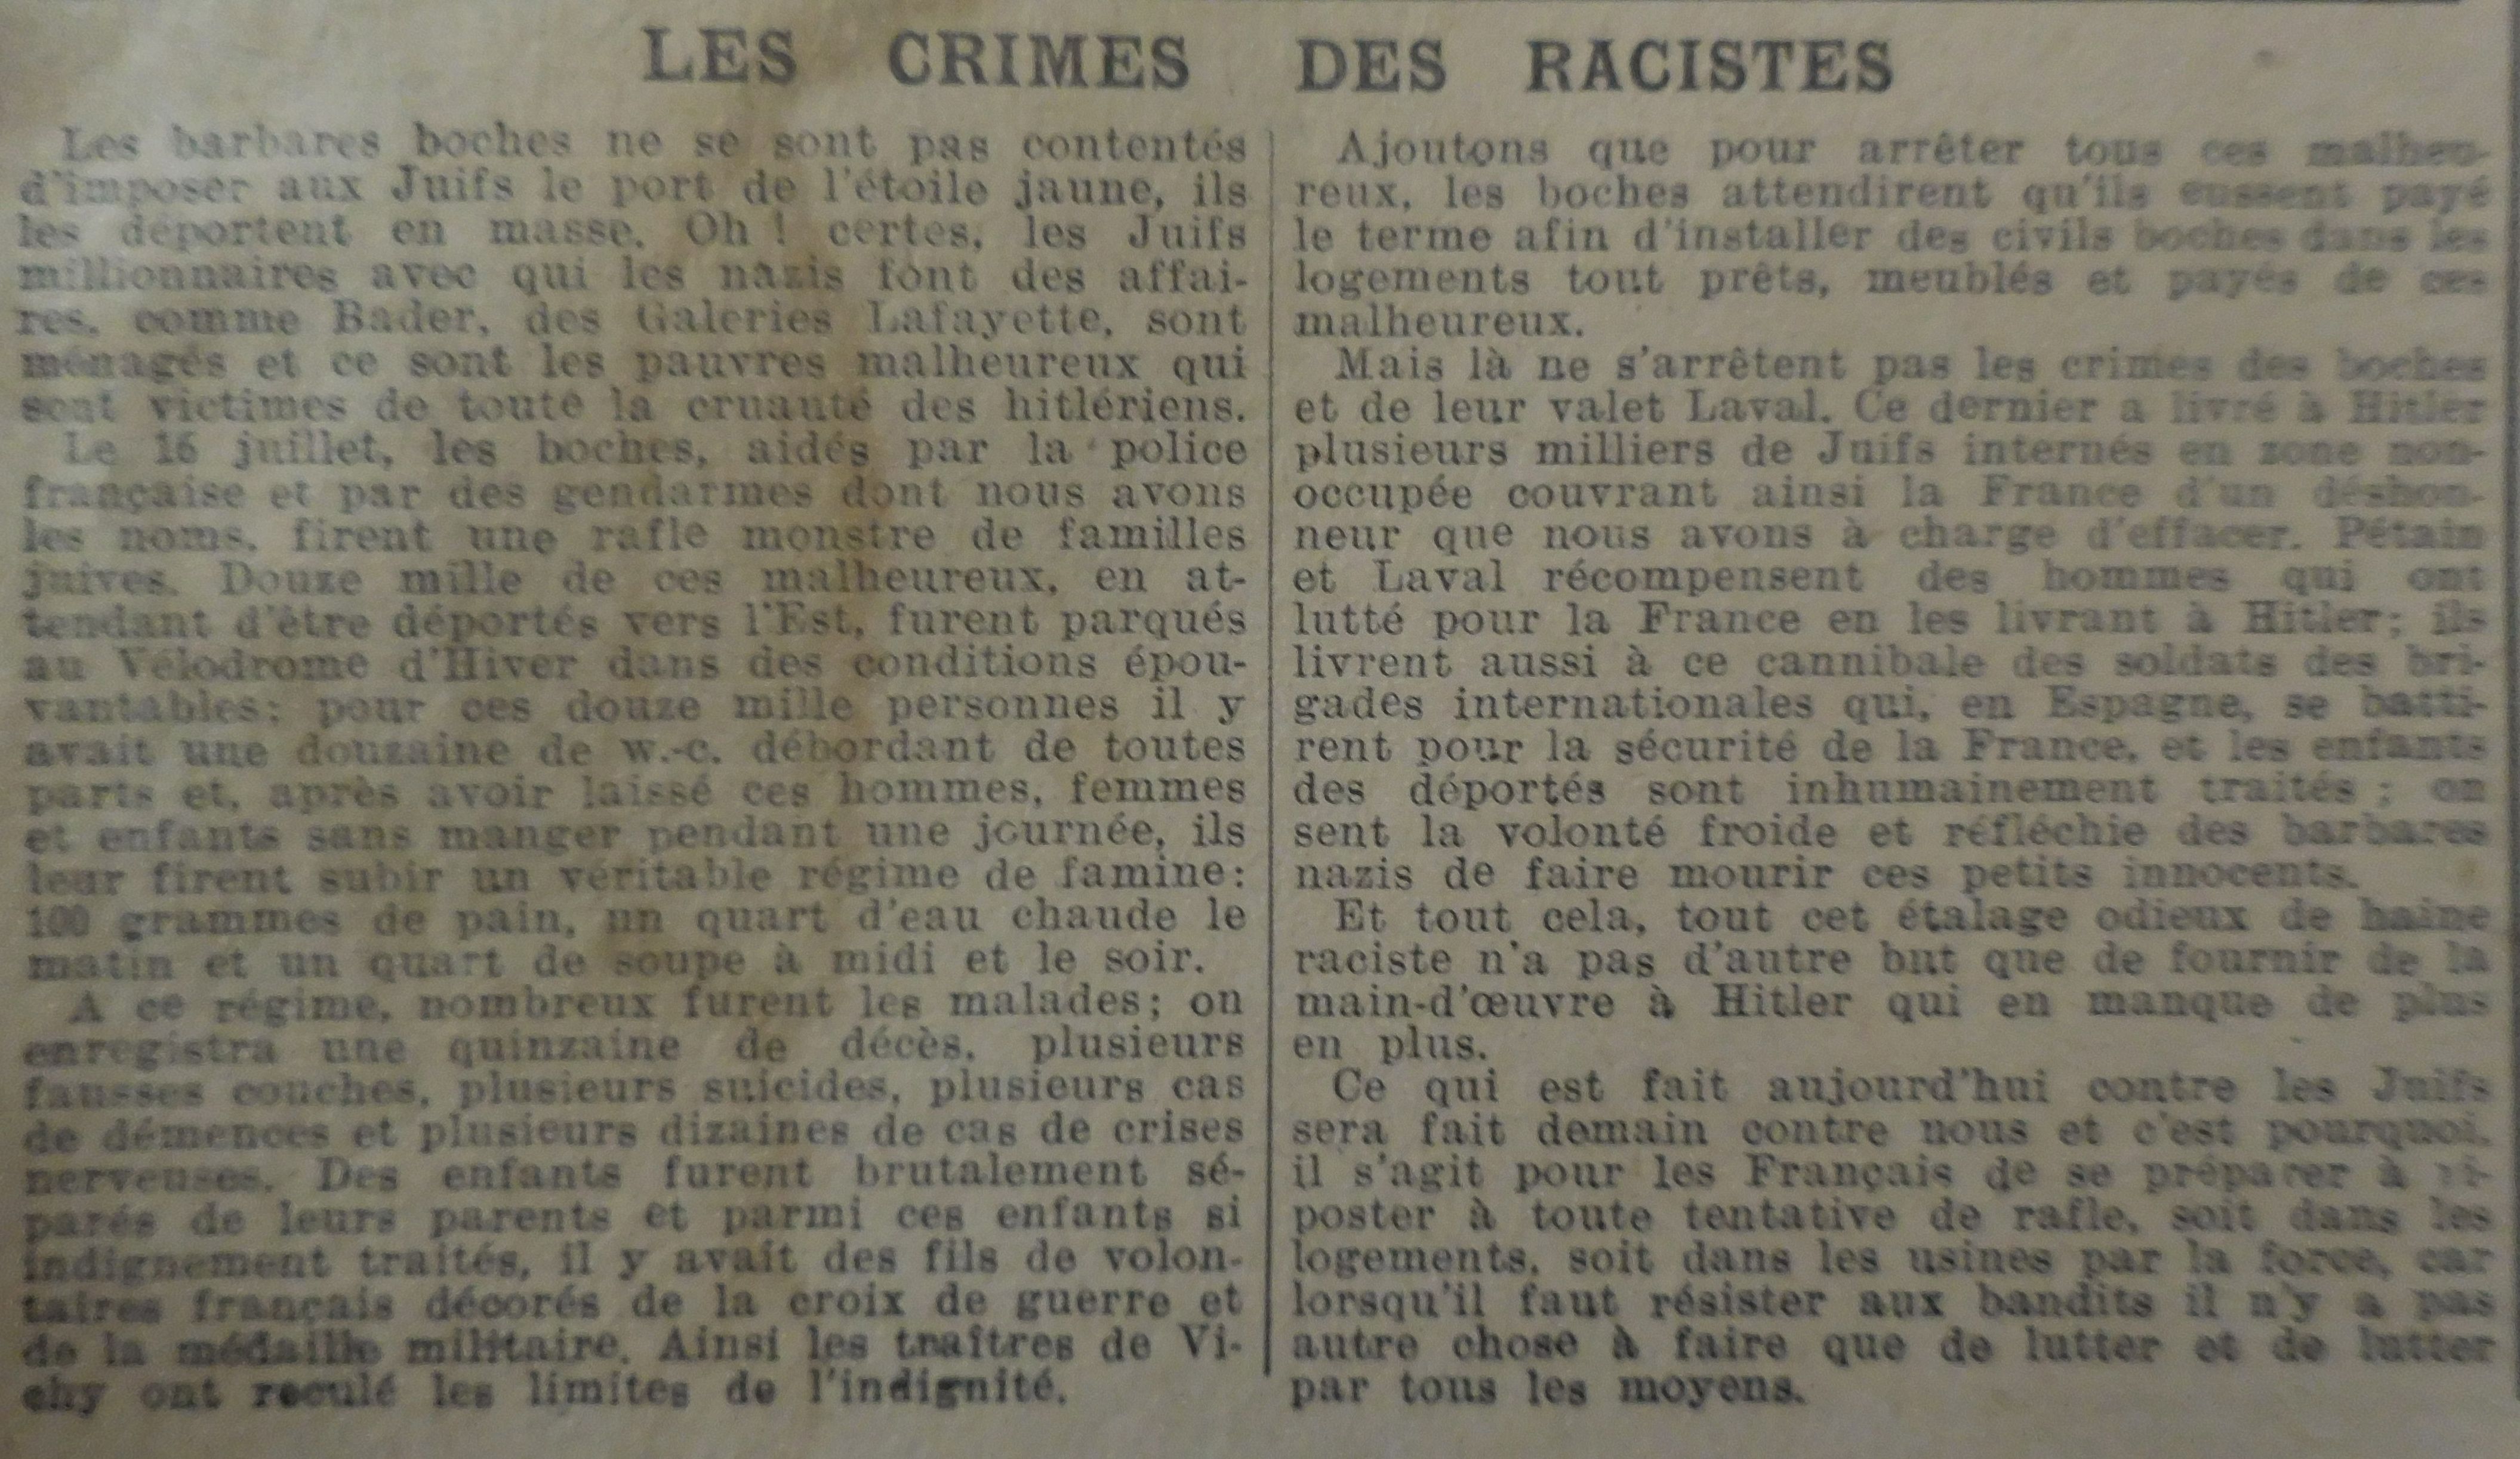 LES CRIMES DES RACISTES
Les barbares boches ne se sont pas contentés
d'imposer aux Juifs le port de l'étoile jaune, ils
les déportent en masse. Oh ! certes, les Juifs
millionnaires avec qui les nazis font des affai-
res, comme Bader, des Galeries Lafayette, sont
ménagés et ce sont les pauvres malheureux qui
sont victimes de toute la cruauté des hitlériens.
Le 16 juillet, les boches, aidés par la police
française et par des gendarmes dont nous avons
les noms, firent une rafle monstre de familles
juives. Douze mille de ces malheureux, en at-
tendant d'être déportés vers l'Est, furent parqués
au Vélodrome d'Hiver dans des conditions épou-
vantables; pour ces douze mille personnes il y
avait une douzaine de w.-c. débordant de toutes
parts et, après avoir laissé ces hommes, femmes
et enfants sans manger pendant une journée, ils
leur firent subir un véritable régime de famine:
100 grammes de pain, un quart d'eau chaude le
matin et un quart de soupe à midi et le soir.
A ce régime, nombreux furent les malades; on
enregistra une quinzaine de décès, plusieurs
fausses couches, plusieurs suicides, plusieurs cas
de démences et plusieurs dizaines de cas de crises
nerveuses. Des enfants furent brutalement sé-
parés de leurs parents et parmi ces enfants si
indignement traités, il y avait des fils de volon-
taires français décorés de la croix de guerre et
de la médaille militaire. Ainsi les traîtres de Vi-
chy ont reculé les limites de l'indignité.
Ajoutons que pour arrêter tous ces malheu-
reux, les boches attendirent qu'ils eussent payé
le terme afin d'installer des civils boches dans les
logements tout prêts, meublés et payés de ces
malheureux.
Mais là ne s'arrêtent pas les crimes des boches
et de leur valet Laval. Ce dernier a livré à Hitler
plusieurs milliers de Juifs internés en zone non-
occupée couvrant ainsi la France d'un déshon-
neur que nous avons à charge d'effacer. Pétain
et Laval récompensent des hommes qui ont
lutté pour la France en les livrant à Hitler; ils
livrent aussi à ce cannibale des soldats des bri-
gades internationales qui, en Espagne, se batti-
rent pour la sécurité de la France, et les enfants
des déportés sont inhumainement traités ; on
sent la volonté froide et réfléchie des barbares
nazis de faire mourir ces petits innocents.
Et tout cela, tout cet étalage odieux de haine
raciste n'a pas d'autre but que de fournir de la
main-d'œuvre à Hitler qui en manque de plus
en plus.
Ce qui est fait aujourd'hui contre les Juifs
sera fait demain contre nous et c'est pourquoi,
il s'agit pour les Français de se préparer à ri-
poster à toute tentative de rafle, soit dans les
logements, soit dans les usines par la force, car
lorsqu'il faut résister aux bandits il n'y a pas
autre chose à faire que de lutter et de lutter
par tous les moyens.